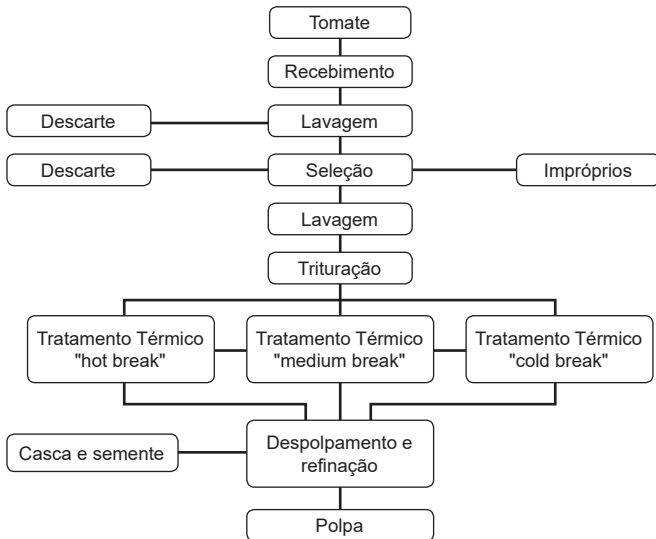 Tomate
Recebimento
Descarte
Lavagem
Descarte
Seleção
Impróprios
Lavagem
Trituração
Tratamento Térmico
"hot break"
Tratamento Térmico
"medium break"
Tratamento Térmico
"cold break"
Casca e semente
Despolpamento e
refinação
Polpa